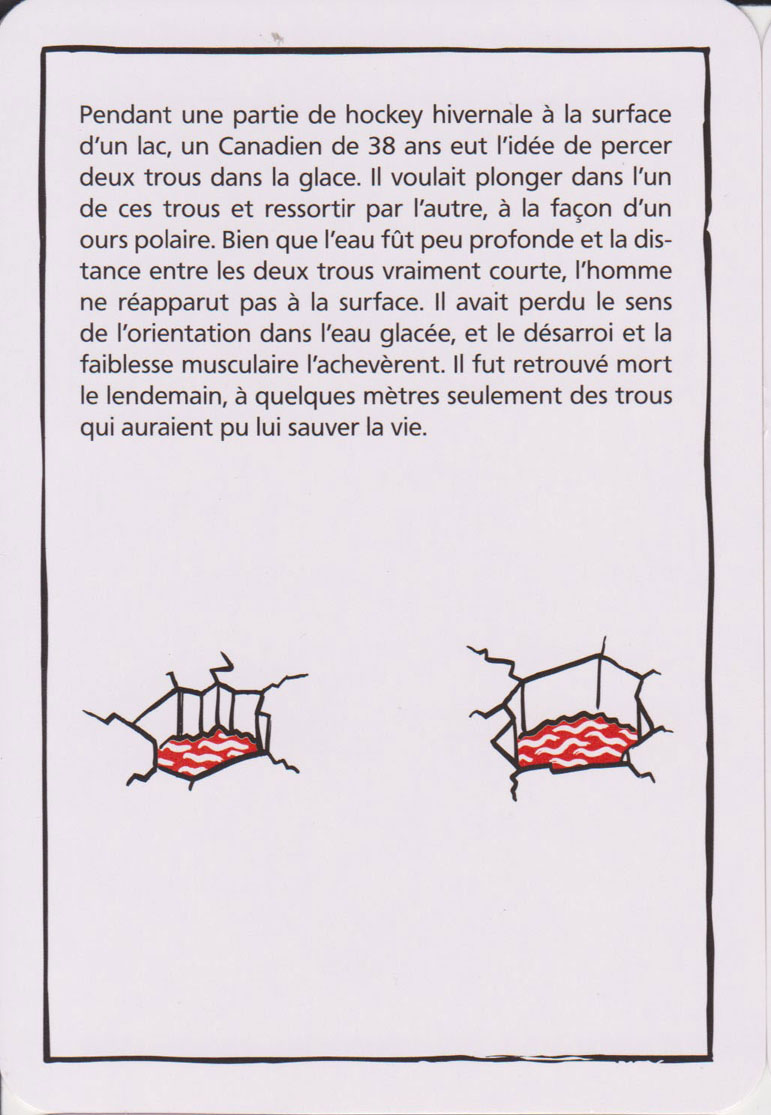 Pendant une partie de hockey hivernale à la surface
d'un lac, un Canadien de 38 ans eut l'idée de percer
deux trous dans la glace. Il voulait plonger dans l'un
de ces trous et ressortir par l'autre, à la façon d'un
ours polaire. Bien que l'eau fût peu profonde et la dis-
tance entre les deux trous vraiment courte, l'homme
ne réapparut pas à la surface. Il avait perdu le sens
de l'orientation dans l'eau glacée, et le désarroi et la
faiblesse musculaire l'achevèrent. Il fut retrouvé mort
le lendemain, à quelques mètres seulement des trous
qui auraient pu lui sauver la vie.